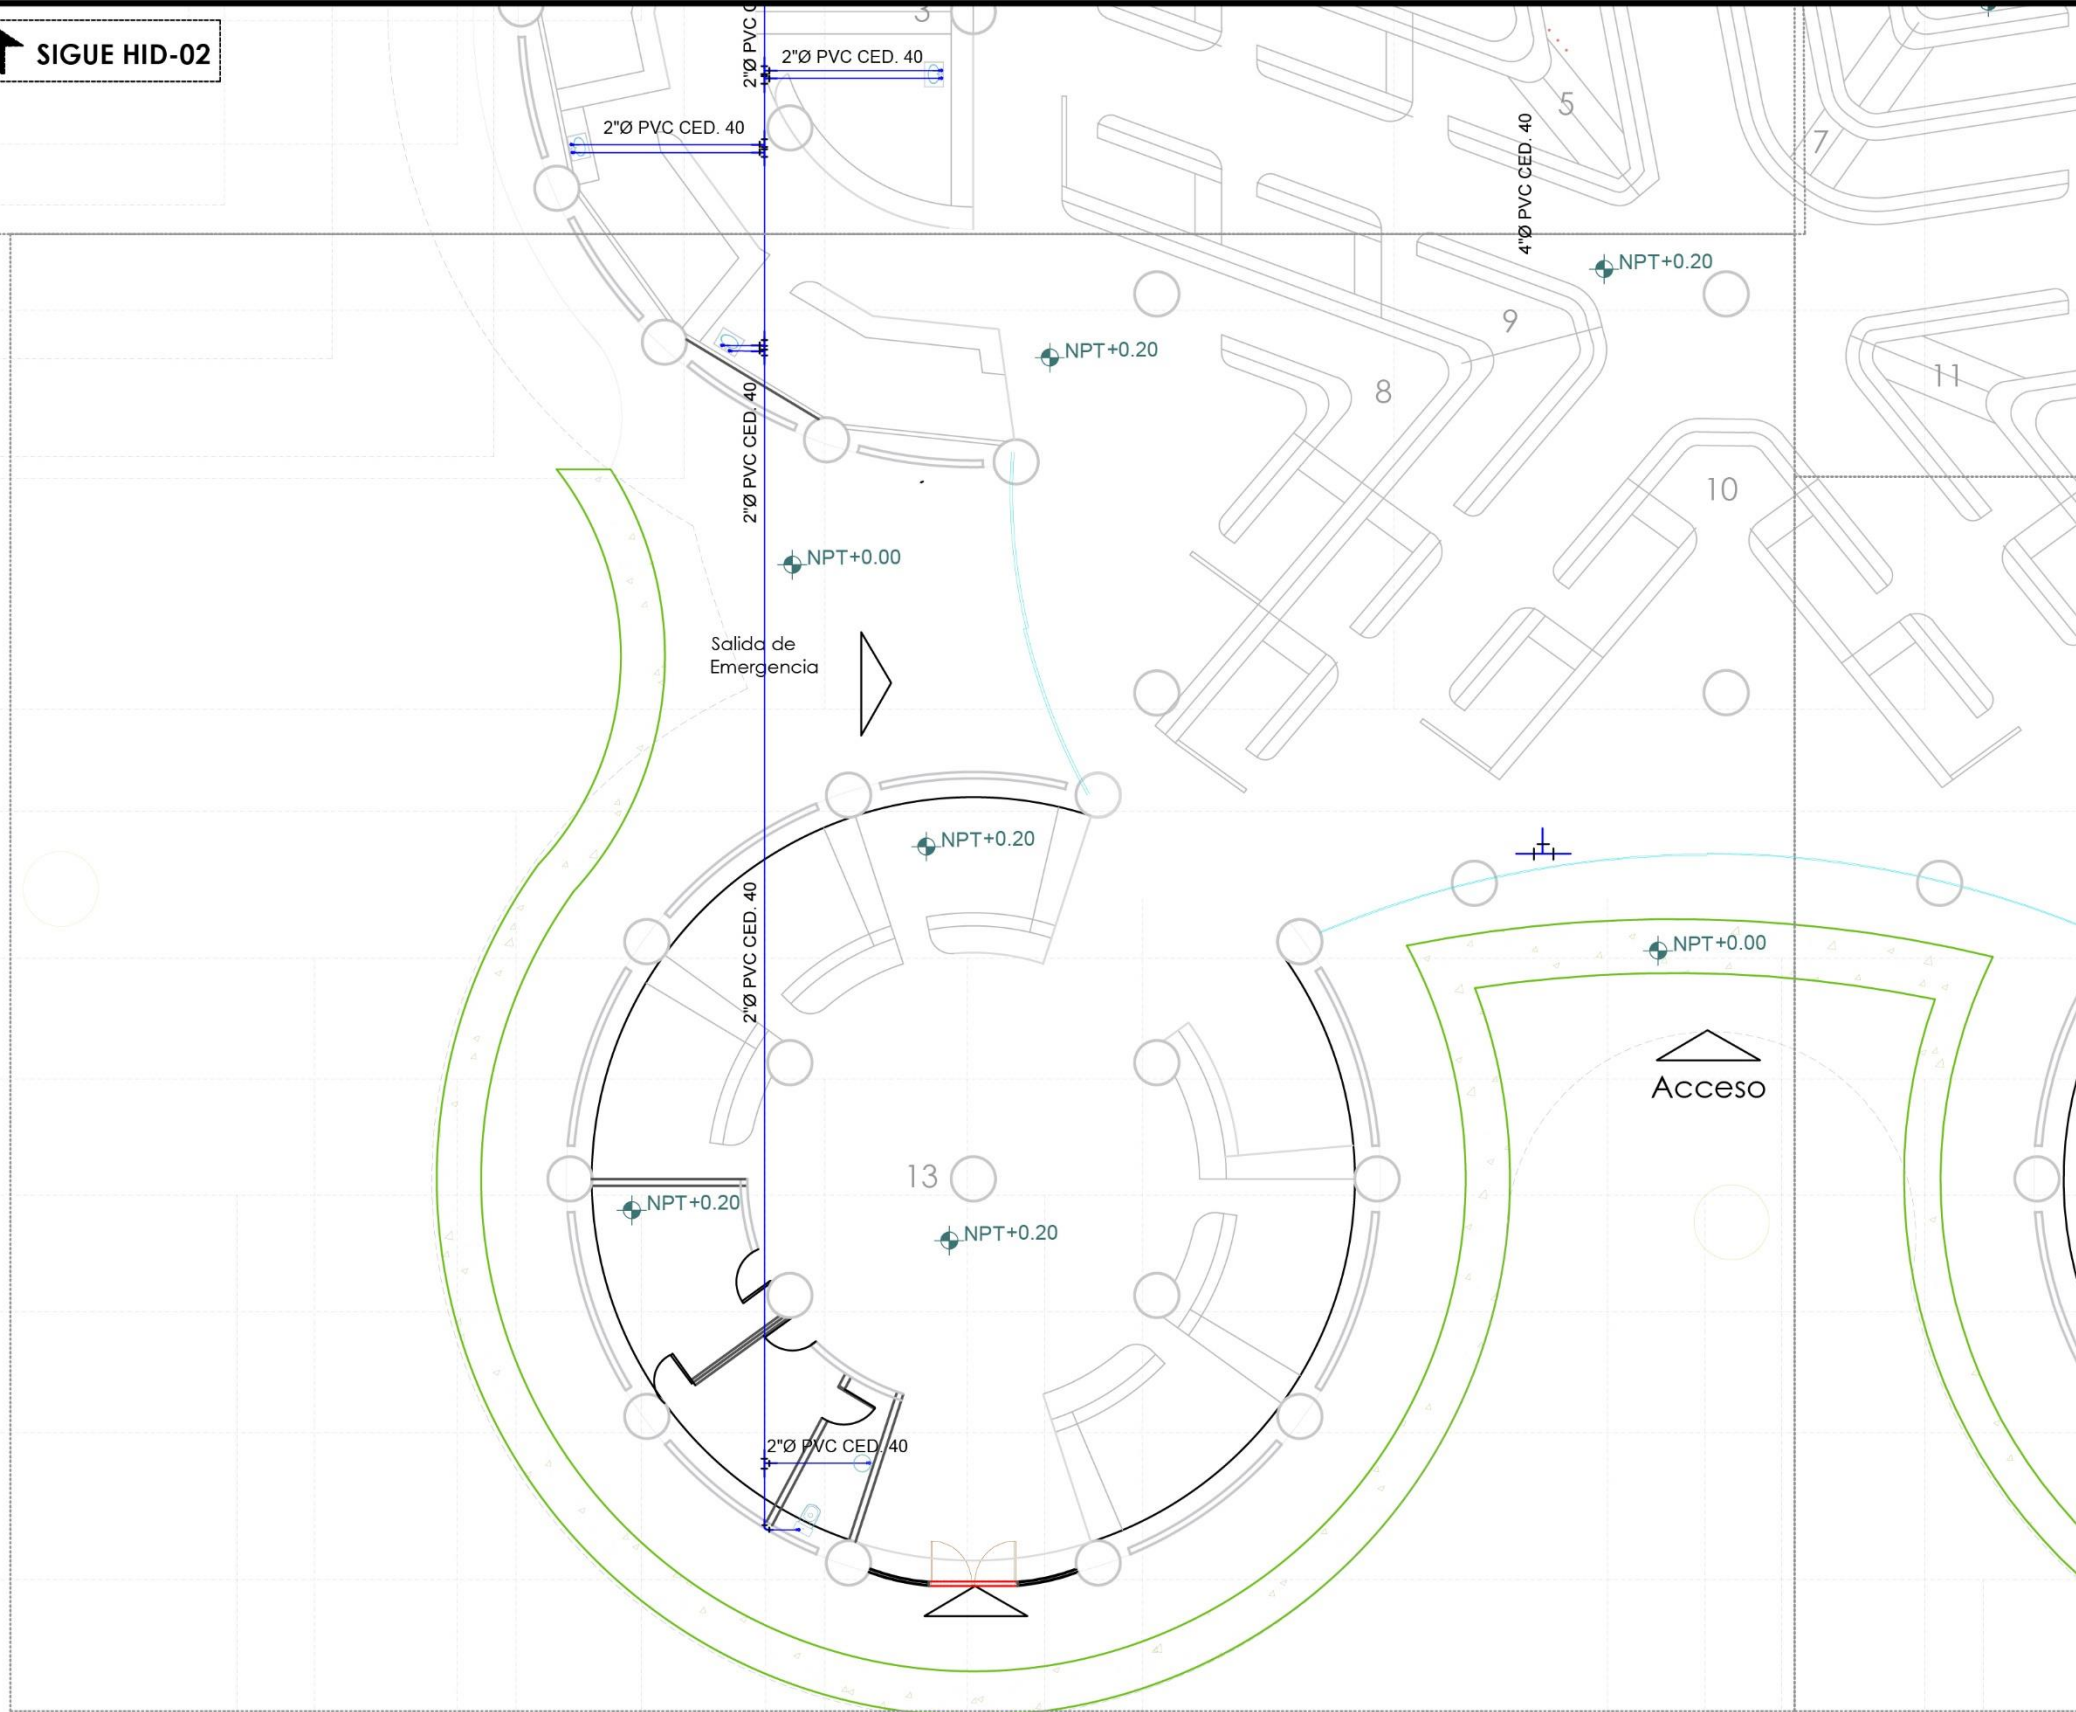 SIGUE HID-02
3
2"Ø PVC C
2"Ø PVC CED. 40
2"Ø PVC CED. 40
5
7
4"Ø PVC CED. 40
NPT+0.20
9
NPT+0.20
8
11
2"Ø PVC CED. 40
10
NPT+0.00
Salida de
Emergencia
NPT+0.20
2"Ø PVC CED. 40
NPT+0.00
Acceso
13
NPT+0.20
NPT+0.20
2"Ø PVC CED. 40